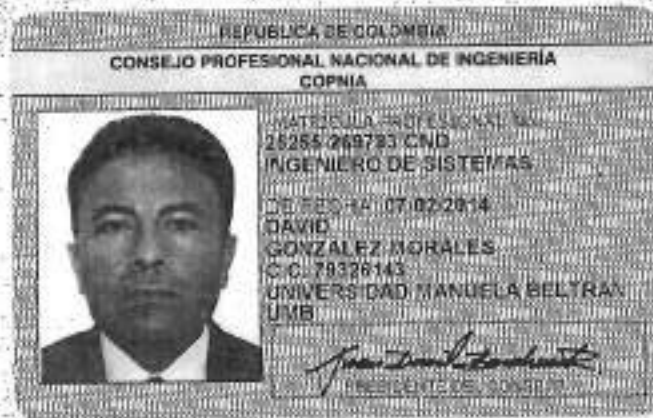 REPUBLICA DE COLOMBIA
CONSEJO PROFESIONAL NACIONAL DE INGENIERÍA
COPNIA
MATRICULA PROFESIONAL No.
25255-269783 CND
INGENIERO DE SISTEMAS
DE FECHA 07/02/2014
DAVID
GONZALEZ MORALES
C.C. 79326143
UNIVERSIDAD MANUELA BELTRAN
UMB
PRESIDENTE DEL CONSEJO